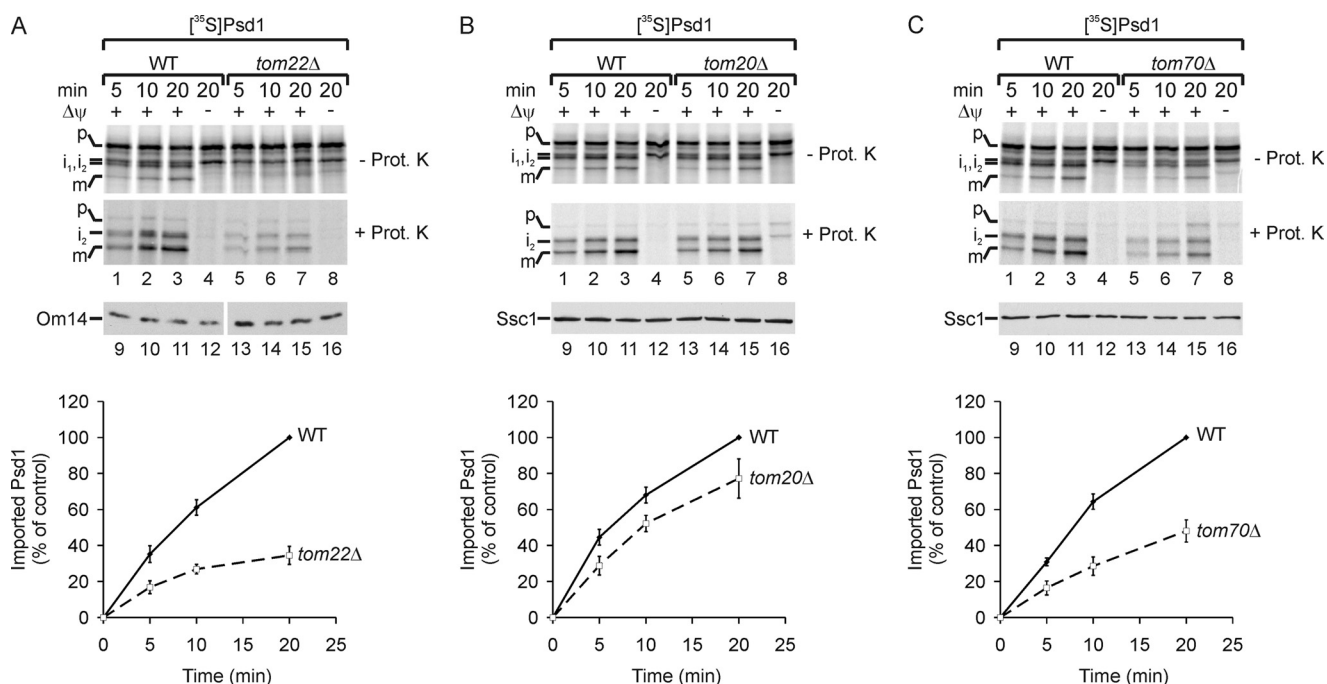 A
[³⁵S]Psd1
WT tom22Δ
min 5 10 20 20 5 10 20 20
Δψ + + + - + + + -
p
i₁, i₂
m
- Prot. K
p
i₂
m
+ Prot. K
1 2 3 4 5 6 7 8
Om14
9 10 11 12 13 14 15 16
Imported Psd1
(% of control)
120
100
80
60
40
20
0
WT
tom22Δ
0 5 10 15 20 25
Time (min)
B
[³⁵S]Psd1
WT tom20Δ
min 5 10 20 20 5 10 20 20
Δψ + + + - + + + -
p
i₁, i₂
m
- Prot. K
p
i₂
m
+ Prot. K
1 2 3 4 5 6 7 8
Ssc1
9 10 11 12 13 14 15 16
Imported Psd1
(% of control)
120
100
80
60
40
20
0
WT
tom20Δ
0 5 10 15 20 25
Time (min)
C
[³⁵S]Psd1
WT tom70Δ
min 5 10 20 20 5 10 20 20
Δψ + + + - + + + -
p
i₁, i₂
m
- Prot. K
p
i₂
m
+ Prot. K
1 2 3 4 5 6 7 8
Ssc1
9 10 11 12 13 14 15 16
Imported Psd1
(% of control)
120
100
80
60
40
20
0
WT
tom70Δ
0 5 10 15 20 25
Time (min)